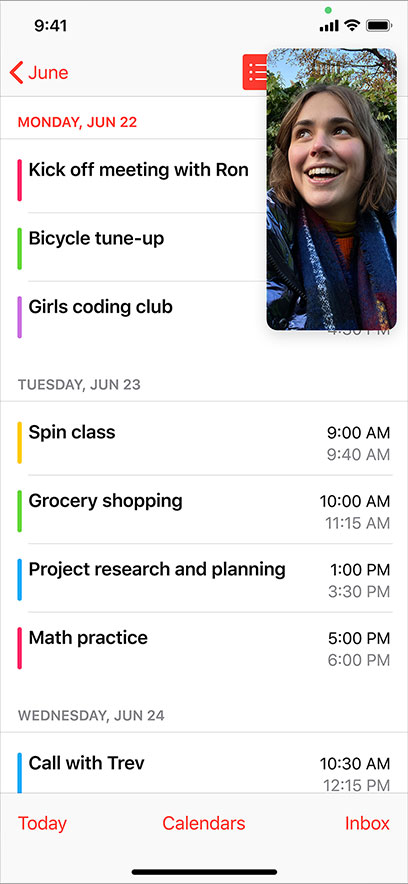 9:41
June
MONDAY, JUN 22
Kick off meeting with Ron
Bicycle tune-up
Girls coding club
TUESDAY, JUN 23
Spin class
9:00 AM
9:40 AM
Grocery shopping
10:00 AM
11:15 AM
Project research and planning
1:00 PM
3:30 PM
Math practice
5:00 PM
6:00 PM
WEDNESDAY, JUN 24
Call with Trev
10:30 AM
12:15 PM
Today
Calendars
Inbox